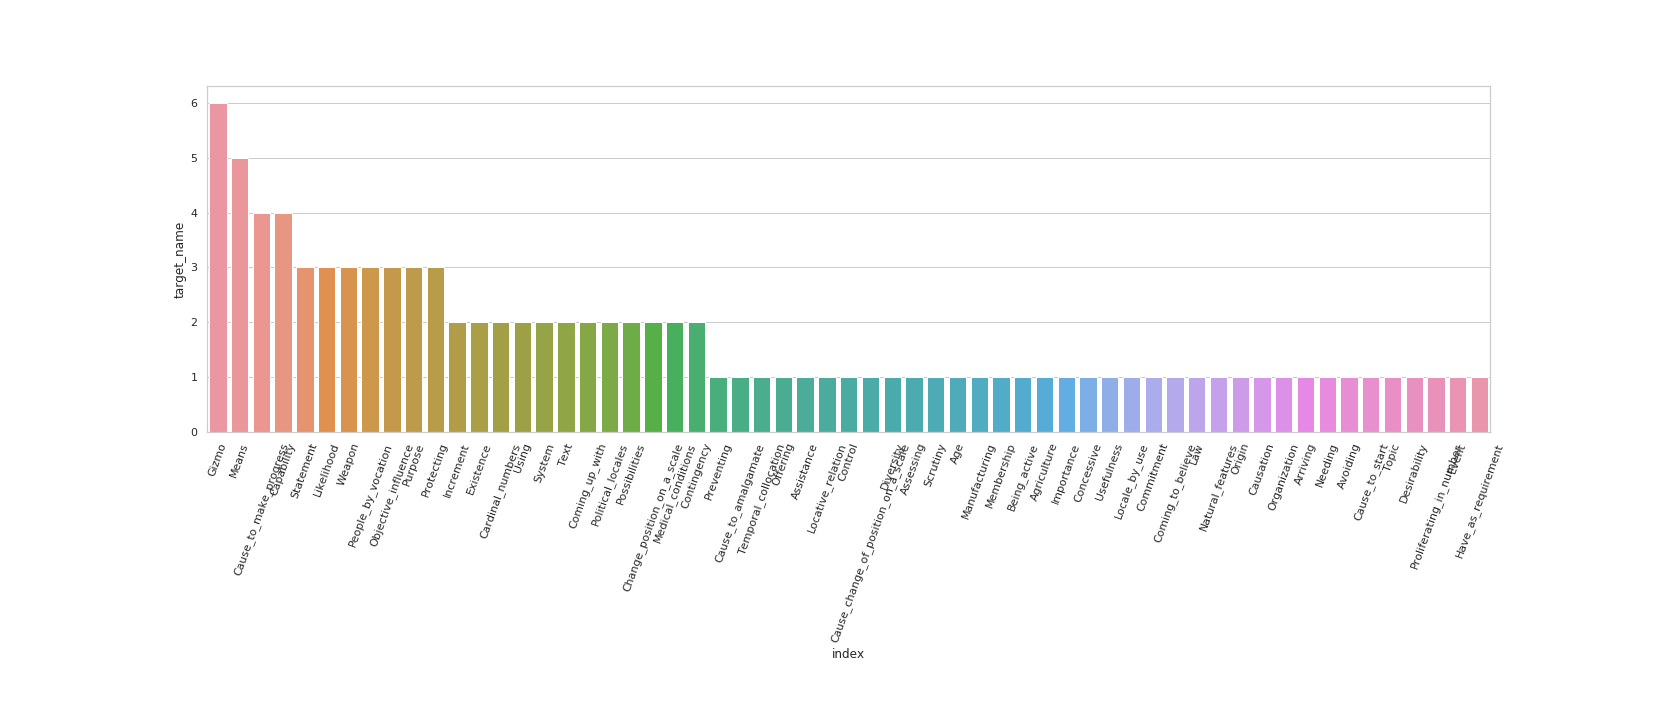 6
5
4
3
2
1
0
target_name
Gizmo
Means
Cause_to_make_progress
Capability
Statement
Likelihood
Weapon
People_by_vocation
Objective_influence
Purpose
Protecting
Increment
Existence
Cardinal_numbers
Using
System
Text
Coming_up_with
Political_locales
Possibilities
Change_position_on_a_scale
Medical_conditions
Contingency
Preventing
Cause_to_amalgamate
Temporal_collocation
Offering
Assistance
Locative_relation
Control
Cause_change_of_position_on_a_scale
Diversity
Assessing
Scrutiny
Age
Manufacturing
Membership
Being_active
Agriculture
Importance
Concessive
Usefulness
Locale_by_use
Commitment
Coming_to_believe
Law
Natural_features
Origin
Causation
Organization
Arriving
Needing
Avoiding
Cause_to_start
Topic
Desirability
Proliferating_in_number
Event
Have_as_requirement
index